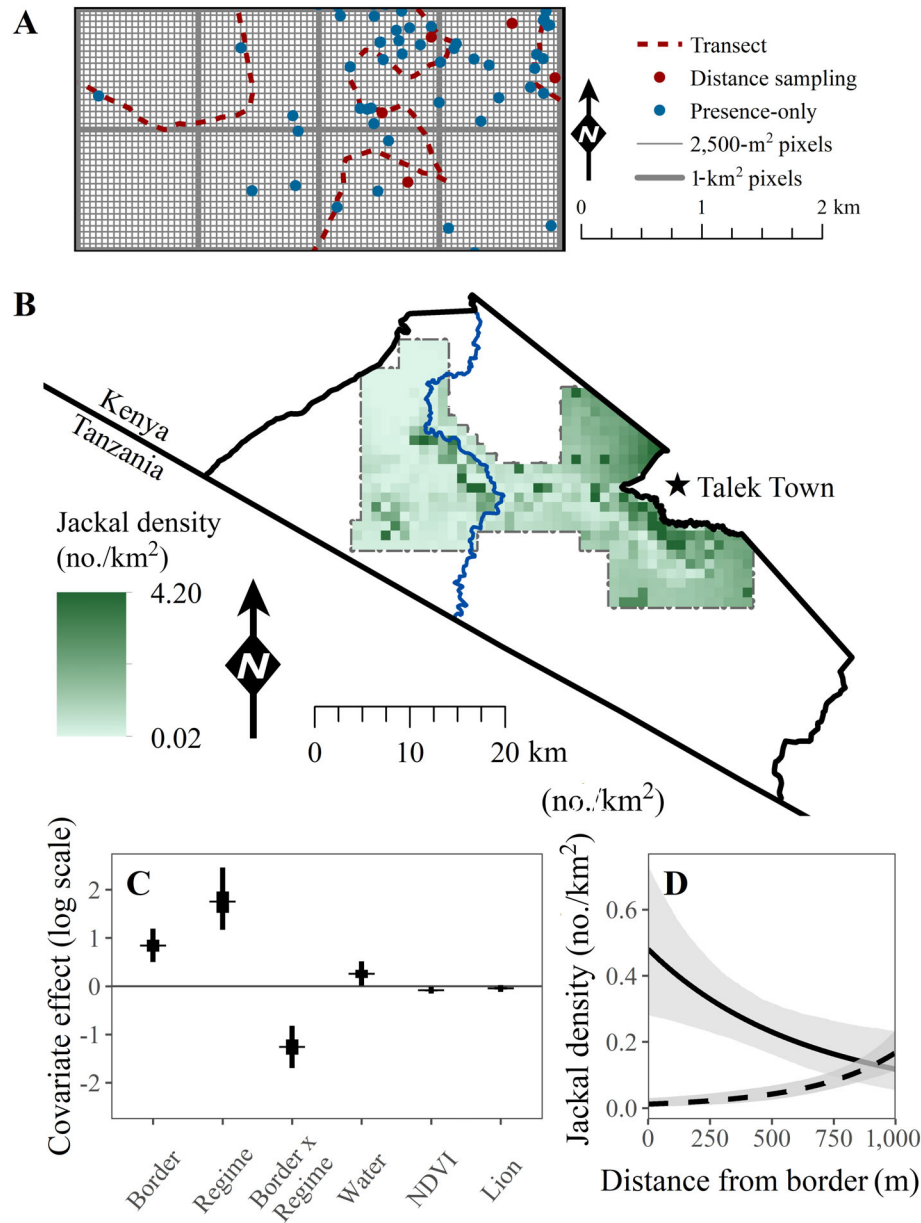 A
Transect
Distance sampling
Presence-only
2,500-m² pixels
1-km² pixels
N
0 1 2 km
B
Kenya
Tanzania
Talek Town
Jackal density
(no./km²)
4.20
0.02
N
0 10 20 km
(no./km²)
C
Covariate effect (log scale)
2
1
0
-1
-2
Border
Regime
Border x
Regime
Water
NDVI
Lion
D
Jackal density (no./km²)
0.6
0.4
0.2
0.0
0 250 500 750 1,000
Distance from border (m)